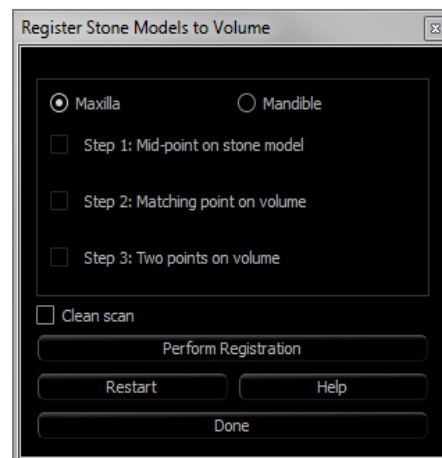 Register Stone Models to Volume
Maxilla Mandible
Step 1: Mid-point on stone model
Step 2: Matching point on volume
Step 3: Two points on volume
Clean scan
Perform Registration
Restart Help
Done